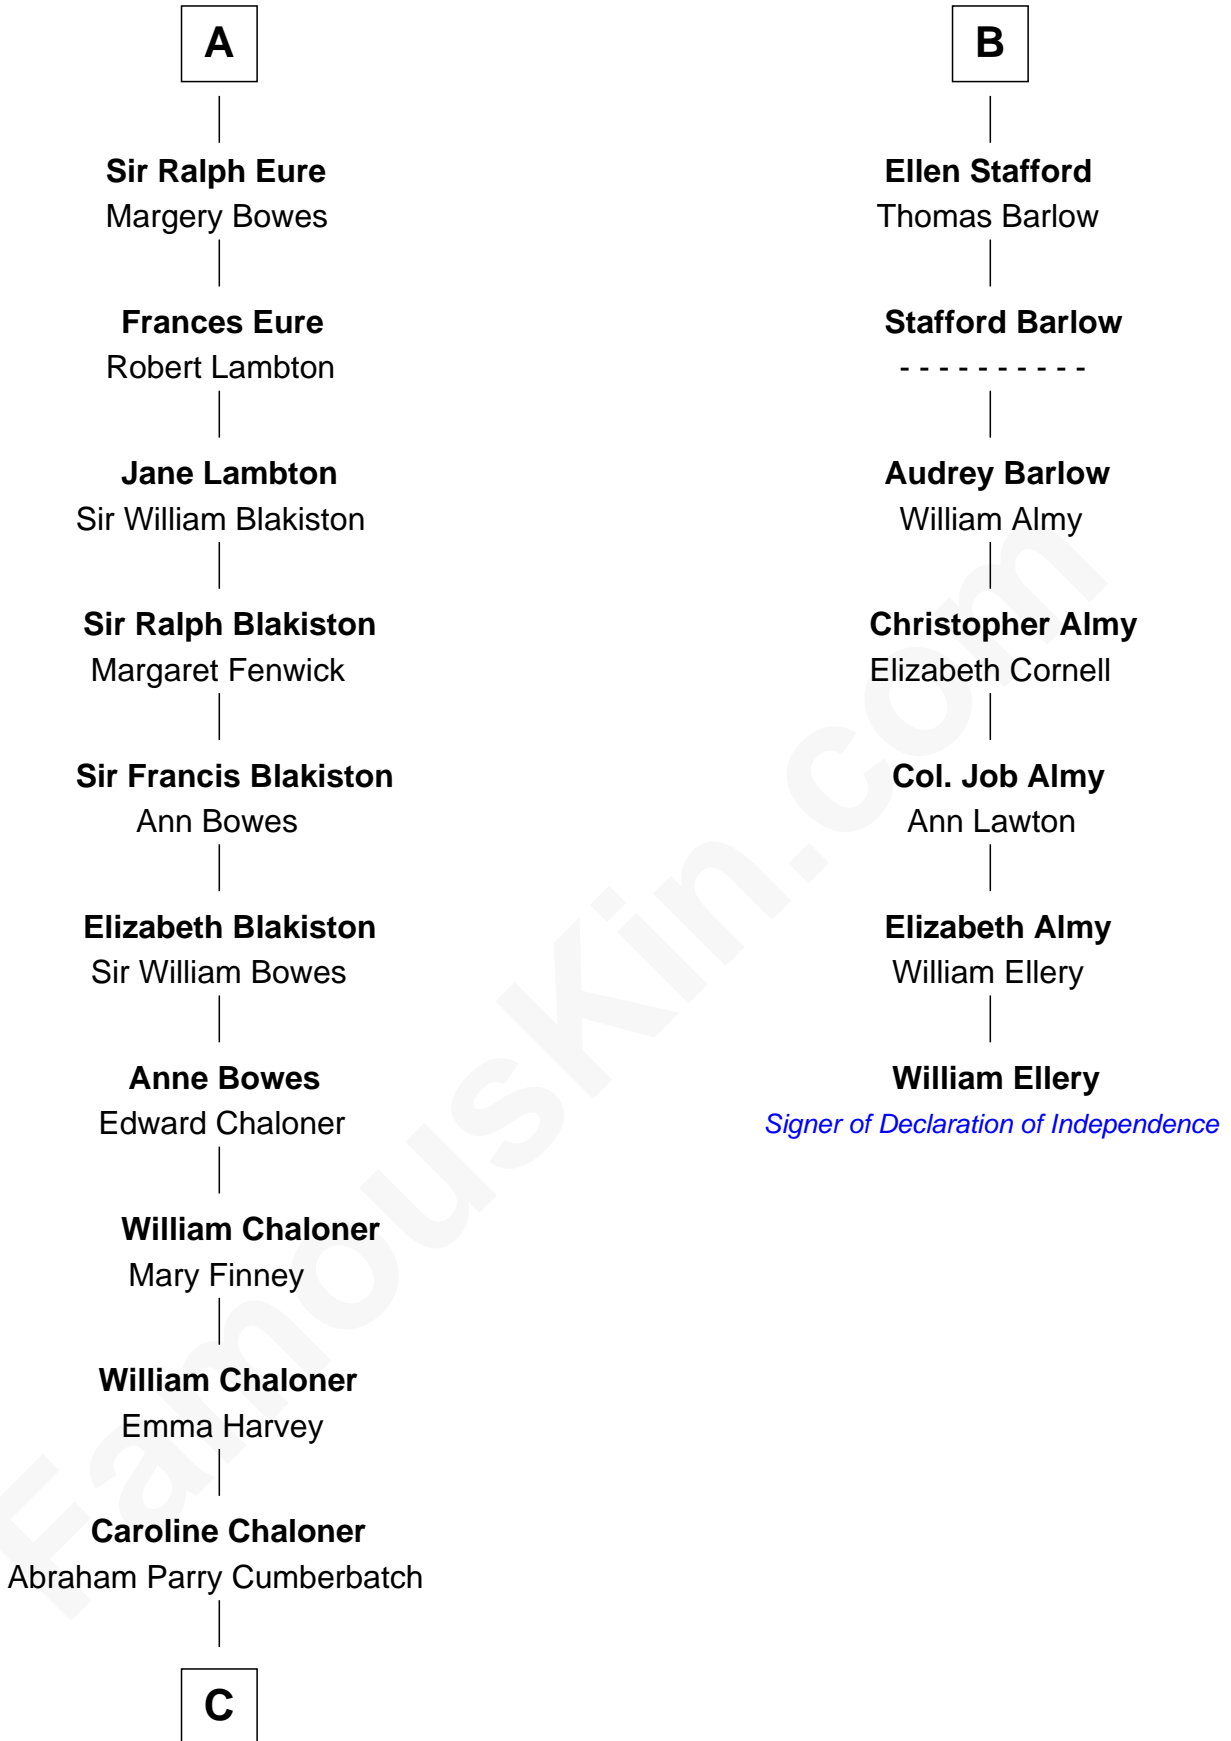 A
Sir Ralph Eure
Margery Bowes
Frances Eure
Robert Lambton
Jane Lambton
Sir William Blakiston
Sir Ralph Blakiston
Margaret Fenwick
Sir Francis Blakiston
Ann Bowes
Elizabeth Blakiston
Sir William Bowes
Anne Bowes
Edward Chaloner
William Chaloner
Mary Finney
William Chaloner
Emma Harvey
Caroline Chaloner
Abraham Parry Cumberbatch
C
B
Ellen Stafford
Thomas Barlow
Stafford Barlow
- - - - - - - - - -
Audrey Barlow
William Almy
Christopher Almy
Elizabeth Cornell
Col. Job Almy
Ann Lawton
Elizabeth Almy
William Ellery
William Ellery
Signer of Declaration of Independence
FamousKin.com